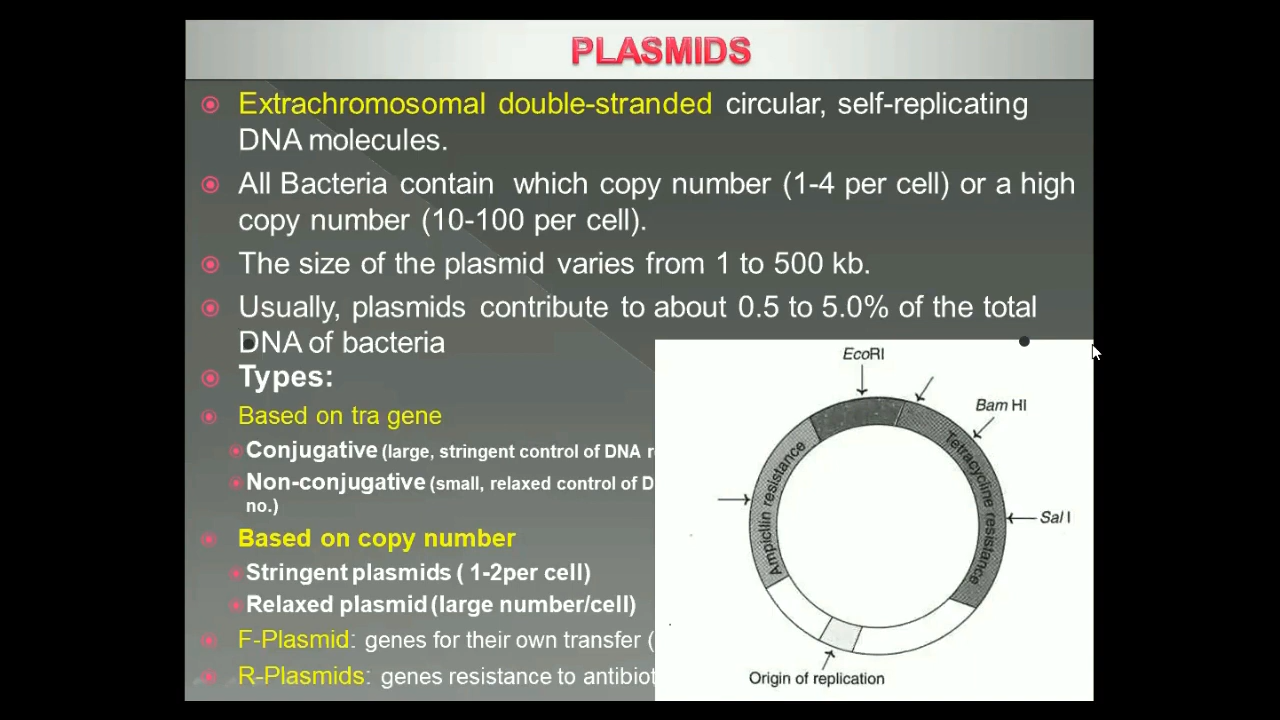 PLASMIDS
Extrachromosomal double-stranded circular, self-replicating
DNA molecules.
All Bacteria contain which copy number (1-4 per cell) or a high
copy number (10-100 per cell).
The size of the plasmid varies from 1 to 500 kb.
Usually, plasmids contribute to about 0.5 to 5.0% of the total
DNA of bacteria
Types:
Based on tra gene
Conjugative (large, stringent control of DNA
Non-conjugative (small, relaxed control of
no.)
Based on copy number
Stringent plasmids ( 1-2per cell)
Relaxed plasmid (large number/cell)
F-Plasmid: genes for their own transfer (
R-Plasmids: genes resistance to
EcoRI
Bam HI
Tetracycline resistance
Ampicillin resistance
Sal I
Origin of replication